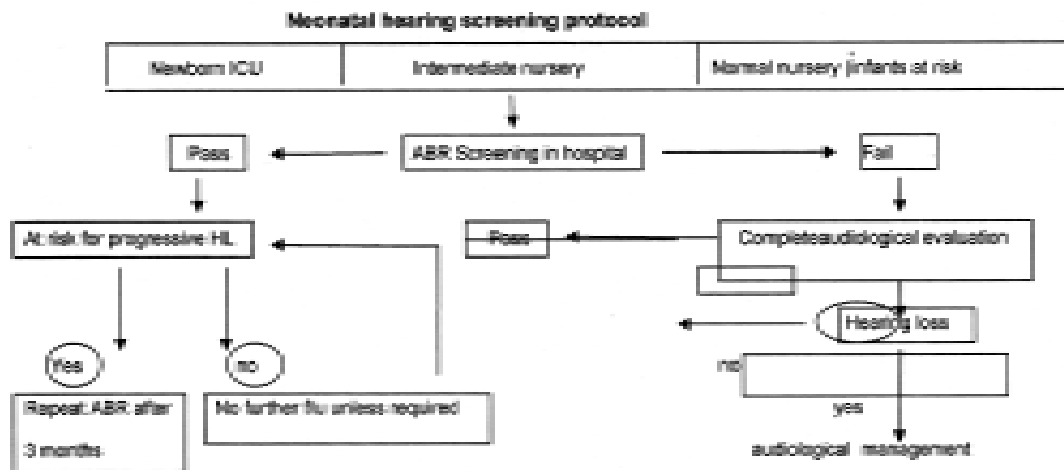 Neonatal hearing screening protocol
Newborn ICU
Intermediate nursery
Normal nursery (infants at risk
Pass
ABR Screening in hospital
Fail
At risk for progressive HL
Pass
Completeaudiological evaluation
Hearing loss
Yes
no
no
Repeat ABR after
3 months
No further f/u unless required
yes
audiological management